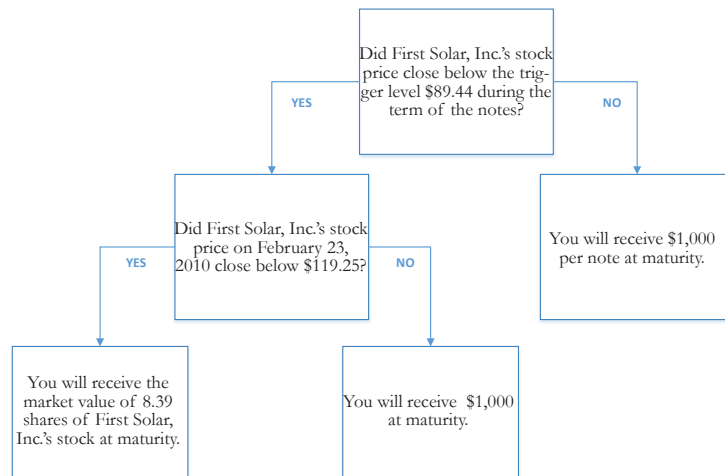 Did First Solar, Inc.'s stock
price close below the trig-
ger level $89.44 during the
term of the notes?
YES
NO
Did First Solar, Inc.'s stock
price on February 23,
2010 close below $119.25?
You will receive $1,000
per note at maturity.
YES
NO
You will receive the
market value of 8.39
shares of First Solar,
Inc.'s stock at maturity.
You will receive  $1,000
at maturity.